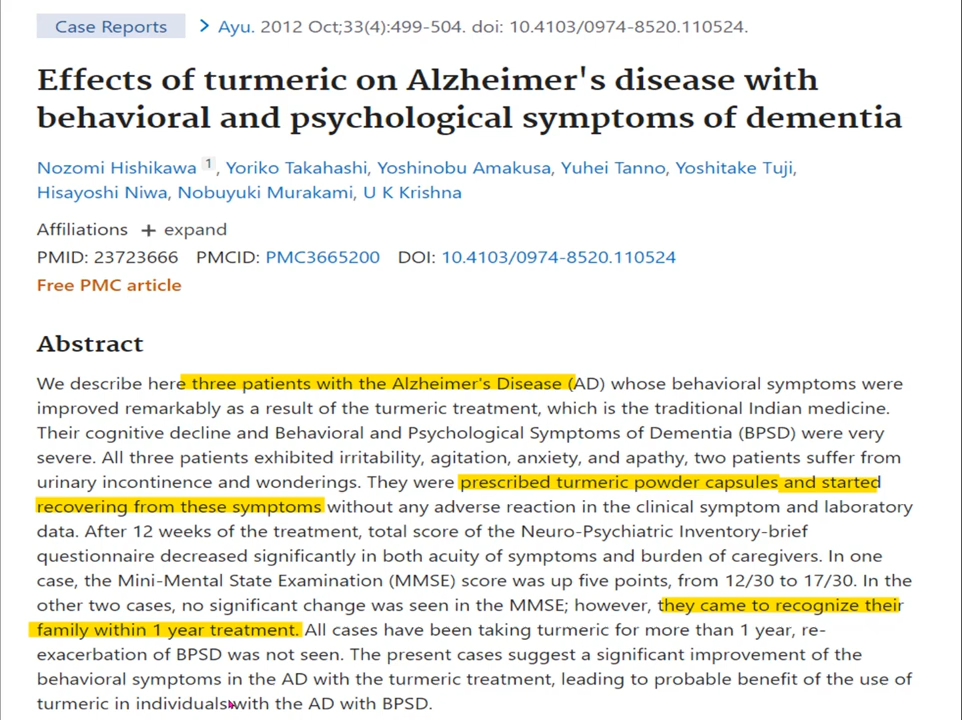 Case Reports > Ayu. 2012 Oct;33(4):499-504. doi: 10.4103/0974-8520.110524.
Effects of turmeric on Alzheimer's disease with
behavioral and psychological symptoms of dementia
Nozomi Hishikawa 1, Yoriko Takahashi, Yoshinobu Amakusa, Yuhei Tanno, Yoshitake Tuji,
Hisayoshi Niwa, Nobuyuki Murakami, U K Krishna
Affiliations + expand
PMID: 23723666 PMCID: PMC3665200 DOI: 10.4103/0974-8520.110524
Free PMC article
Abstract
We describe here three patients with the Alzheimer's Disease (AD) whose behavioral symptoms were
improved remarkably as a result of the turmeric treatment, which is the traditional Indian medicine.
Their cognitive decline and Behavioral and Psychological Symptoms of Dementia (BPSD) were very
severe. All three patients exhibited irritability, agitation, anxiety, and apathy, two patients suffer from
urinary incontinence and wonderings. They were prescribed turmeric powder capsules and started
recovering from these symptoms without any adverse reaction in the clinical symptom and laboratory
data. After 12 weeks of the treatment, total score of the Neuro-Psychiatric Inventory-brief
questionnaire decreased significantly in both acuity of symptoms and burden of caregivers. In one
case, the Mini-Mental State Examination (MMSE) score was up five points, from 12/30 to 17/30. In the
other two cases, no significant change was seen in the MMSE; however, they came to recognize their
family within 1 year treatment. All cases have been taking turmeric for more than 1 year, re-
exacerbation of BPSD was not seen. The present cases suggest a significant improvement of the
behavioral symptoms in the AD with the turmeric treatment, leading to probable benefit of the use of
turmeric in individuals with the AD with BPSD.